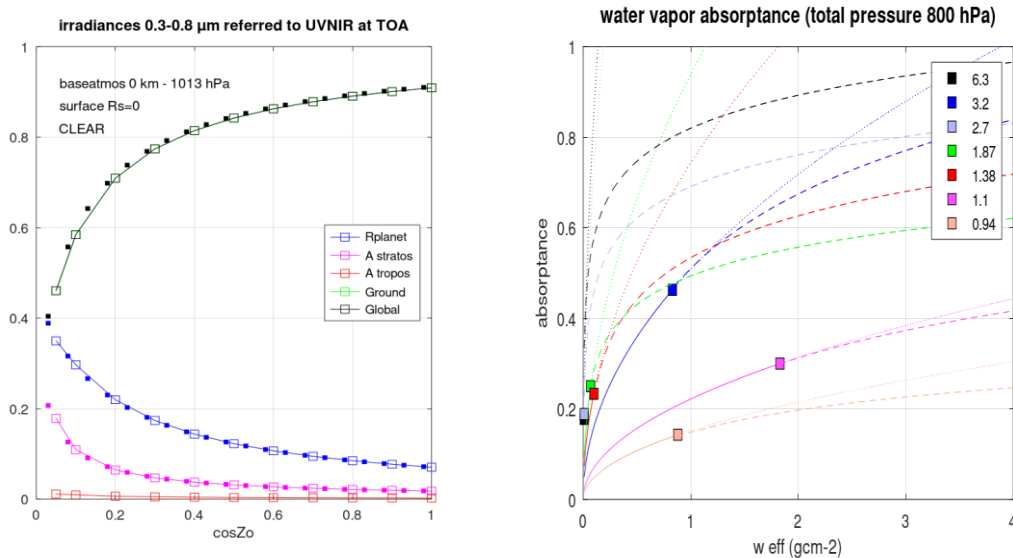 irradiances 0.3-0.8 µm referred to UVNIR at TOA
1
0.8
0.6
0.4
0.2
0
baseatmos 0 km - 1013 hPa
surface Rs=0
CLEAR
Rplanet
A stratos
A tropos
Ground
Global
0
0.2
0.4
0.6
0.8
1
cosZo
water vapor absorptance (total pressure 800 hPa)
1
0.8
0.6
0.4
0.2
0
absorptance
6.3
3.2
2.7
1.87
1.38
1.1
0.94
0
1
2
3
4
w eff (gcm-2)